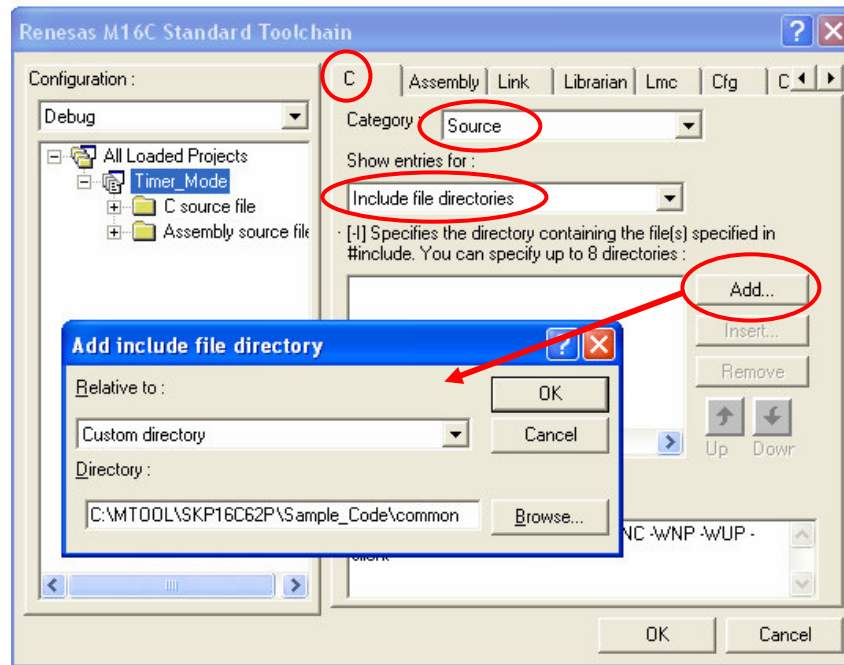 Renesas M16C Standard Toolchain
Configuration :
Debug
All Loaded Projects
Timer_Mode
C source file
Assembly source file
C Assembly Link Librarian Lmc Cfg C
Category :
Source
Show entries for :
Include file directories
[-I] Specifies the directory containing the file(s) specified in
#include. You can specify up to 8 directories :
Add...
Insert...
Remove
Up Down
Add include file directory
Relative to :
Custom directory
Directory :
C:\MTOOL\SKP16C62P\Sample_Code\common
Browse...
OK
Cancel
NC -WNP -WUP -
OK Cancel